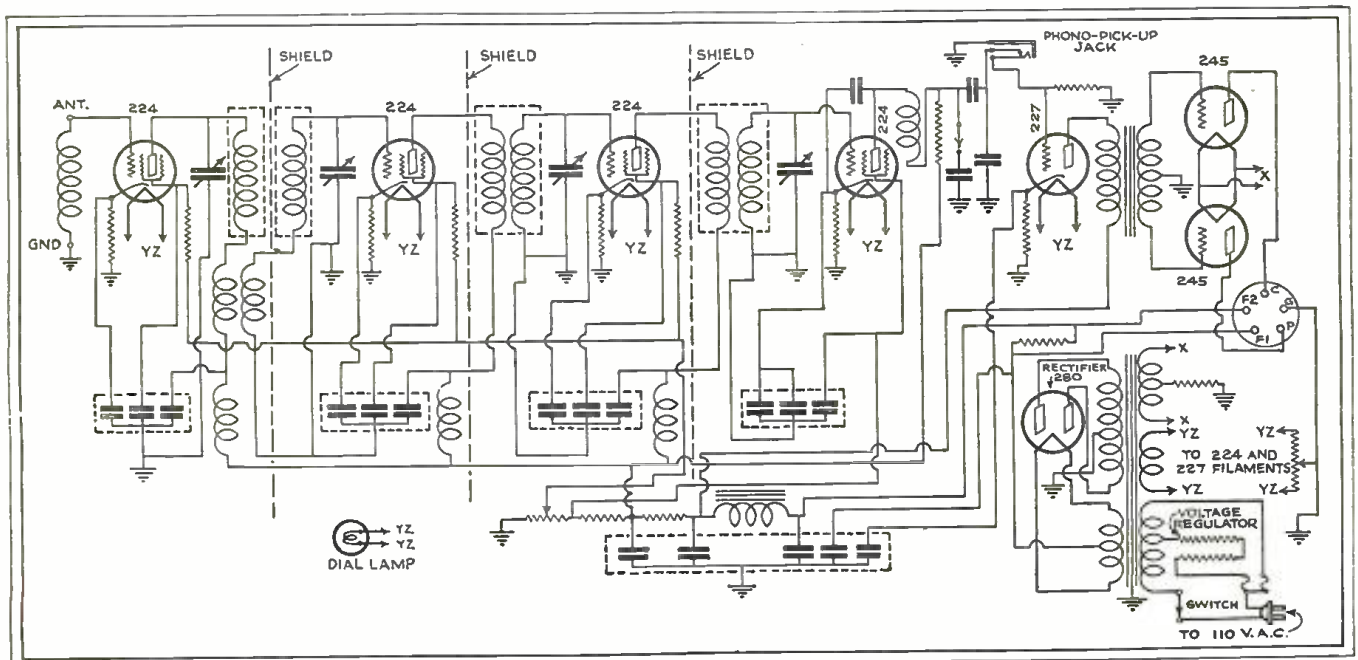 SHIELD
SHIELD
SHIELD
PHONO-PICK-UP
JACK
ANT.
224
224
224
224
227
245
245
X
GND
YZ
YZ
YZ
YZ
YZ
Y
F2
C
G
F1
P
RECTIFIER
280
X
X
YZ
TO 224 AND
227 FILAMENTS
YZ
YZ
YZ
VOLTAGE
REGULATOR
SWITCH
TO 110 V.A.C.
YZ
YZ
DIAL LAMP